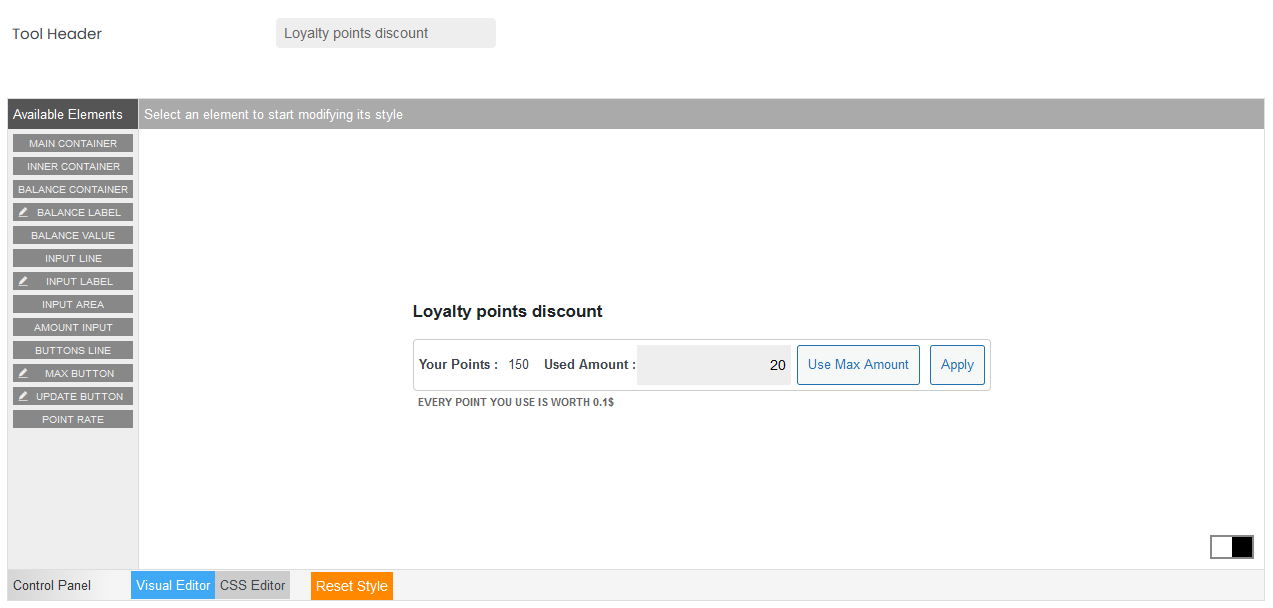 Tool Header
Loyalty points discount
Available Elements
Select an element to start modifying its style
MAIN CONTAINER
INNER CONTAINER
BALANCE CONTAINER
BALANCE LABEL
BALANCE VALUE
INPUT LINE
INPUT LABEL
INPUT AREA
AMOUNT INPUT
BUTTONS LINE
MAX BUTTON
UPDATE BUTTON
POINT RATE
Loyalty points discount
Your Points : 150 Used Amount : 20 Use Max Amount Apply
EVERY POINT YOU USE IS WORTH 0.1$
Control Panel Visual Editor CSS Editor Reset Style